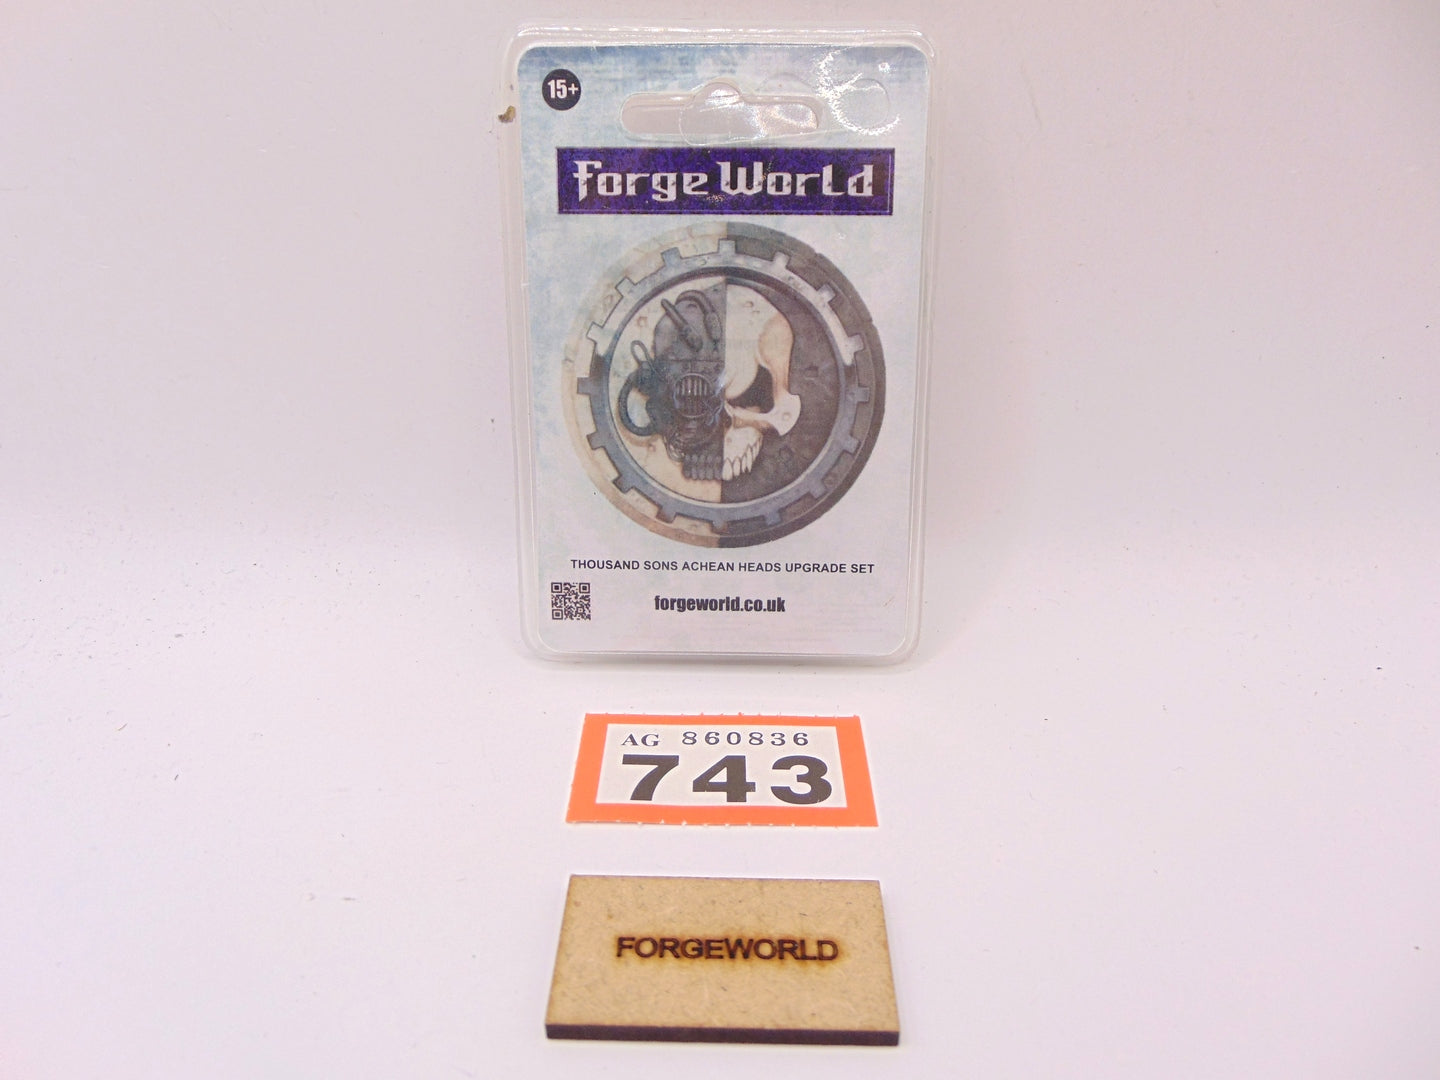 15+
Forge World
THOUSAND SONS ACHEAN HEADS UPGRADE SET
forgeworld.co.uk
AG 860836
743
FORGEWORLD